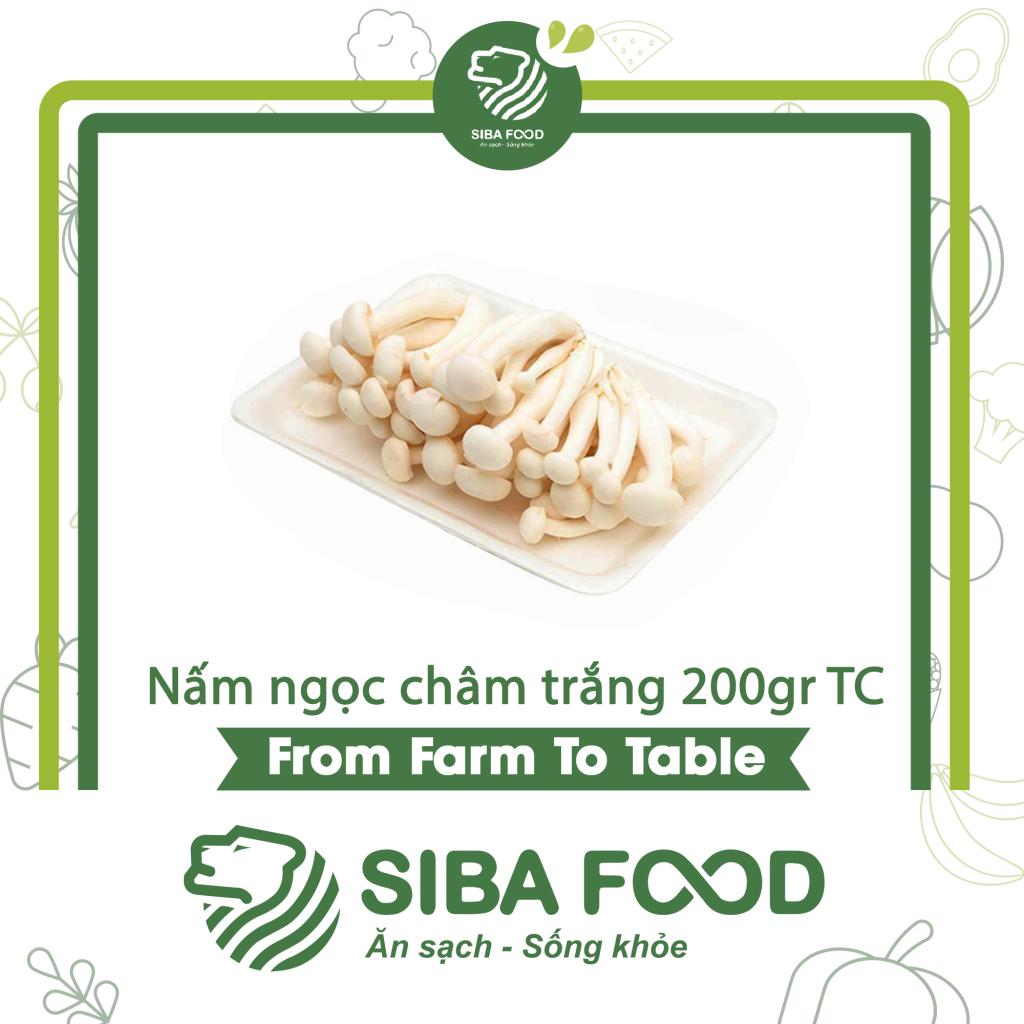 SIBA FOOD
Ăn sạch - Sống khỏe
Nấm ngọc châm trắng 200gr TC
From Farm To Table
SIBA FOOD
Ăn sạch - Sống khỏe